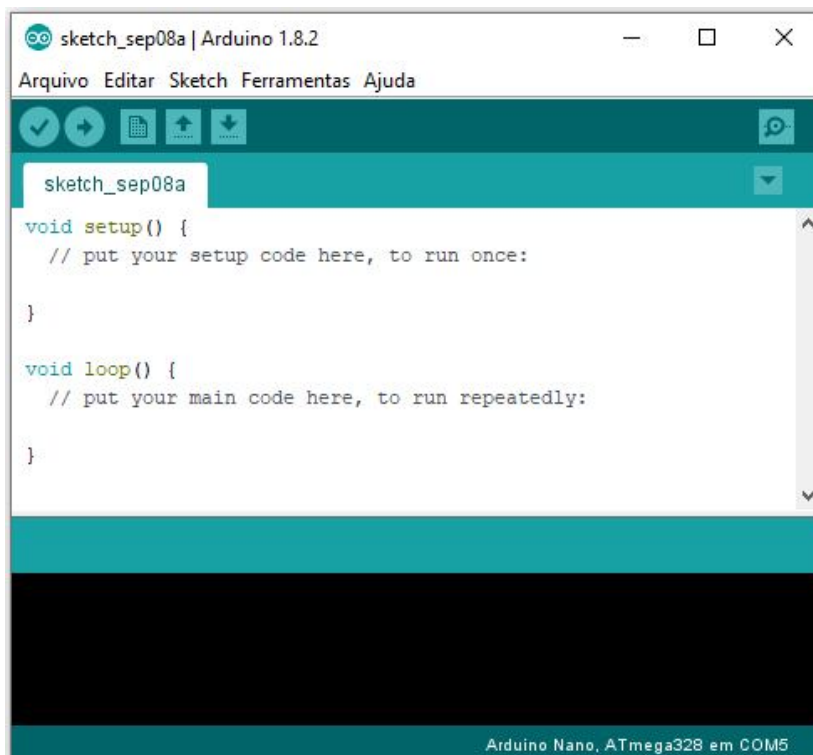 sketch_sep08a | Arduino 1.8.2
Arquivo Editar Sketch Ferramentas Ajuda
sketch_sep08a
void setup() {
  // put your setup code here, to run once:
}
void loop() {
  // put your main code here, to run repeatedly:
}
Arduino Nano, ATmega328 em COM5